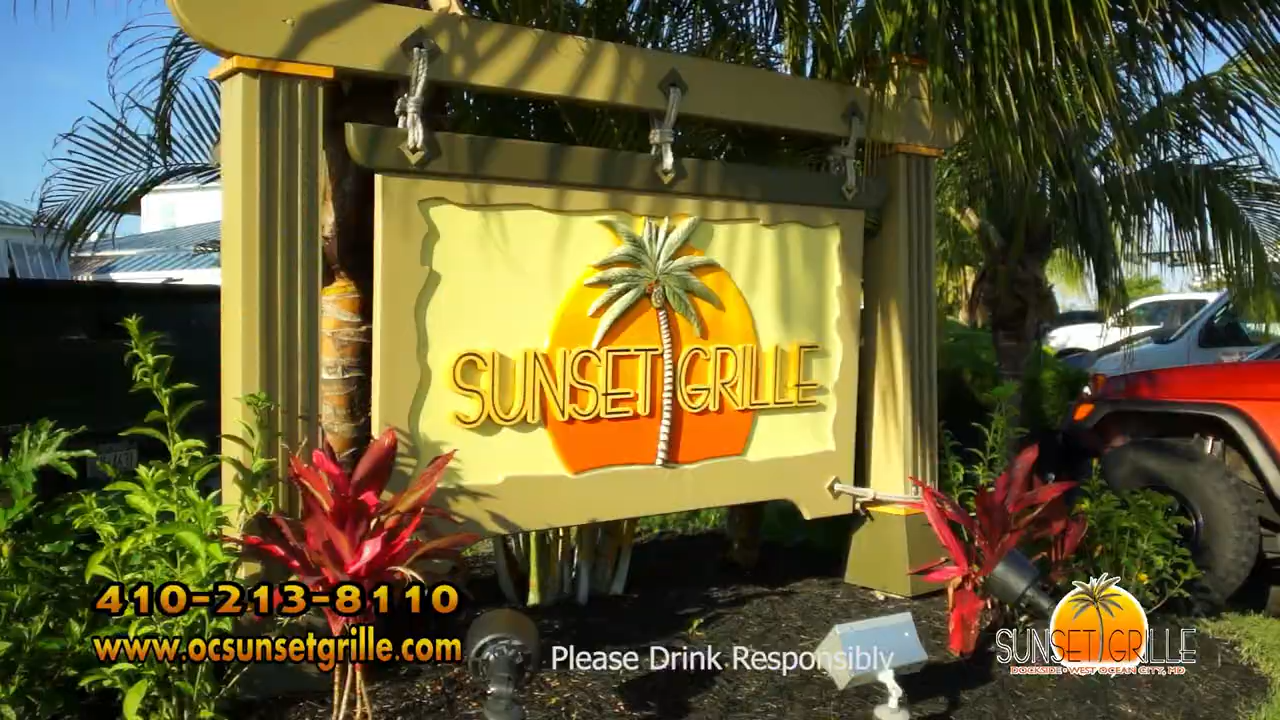 SUNSET GRILLE
410-213-8110
www.ocsunsetgrille.com
Please Drink Responsibly
SUNSET GRILLE
DOCKSIDE • WEST OCEAN CITY, MD